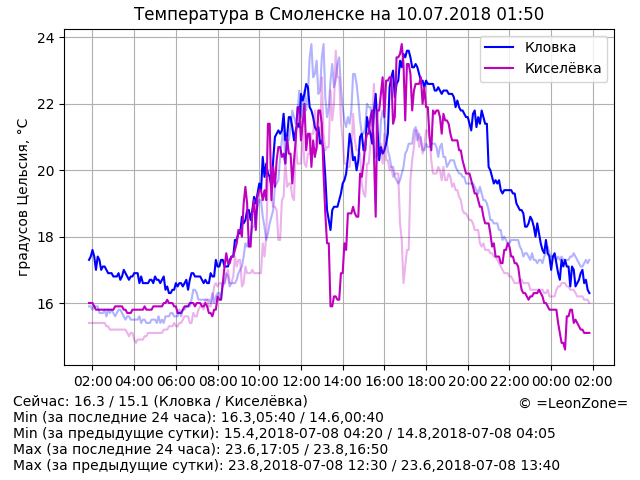 Температура в Смоленске на 10.07.2018 01:50
градусов Цельсия, °C
24
22
20
18
16
Кловка
Киселёвка
02:00 04:00 06:00 08:00 10:00 12:00 14:00 16:00 18:00 20:00 22:00 00:00 02:00
Сейчас: 16.3 / 15.1 (Кловка / Киселёвка)
© =LeonZone=
Min (за последние 24 часа): 16.3,05:40 / 14.6,00:40
Min (за предыдущие сутки): 15.4,2018-07-08 04:20 / 14.8,2018-07-08 04:05
Max (за последние 24 часа): 23.6,17:05 / 23.8,16:50
Max (за предыдущие сутки): 23.8,2018-07-08 12:30 / 23.6,2018-07-08 13:40